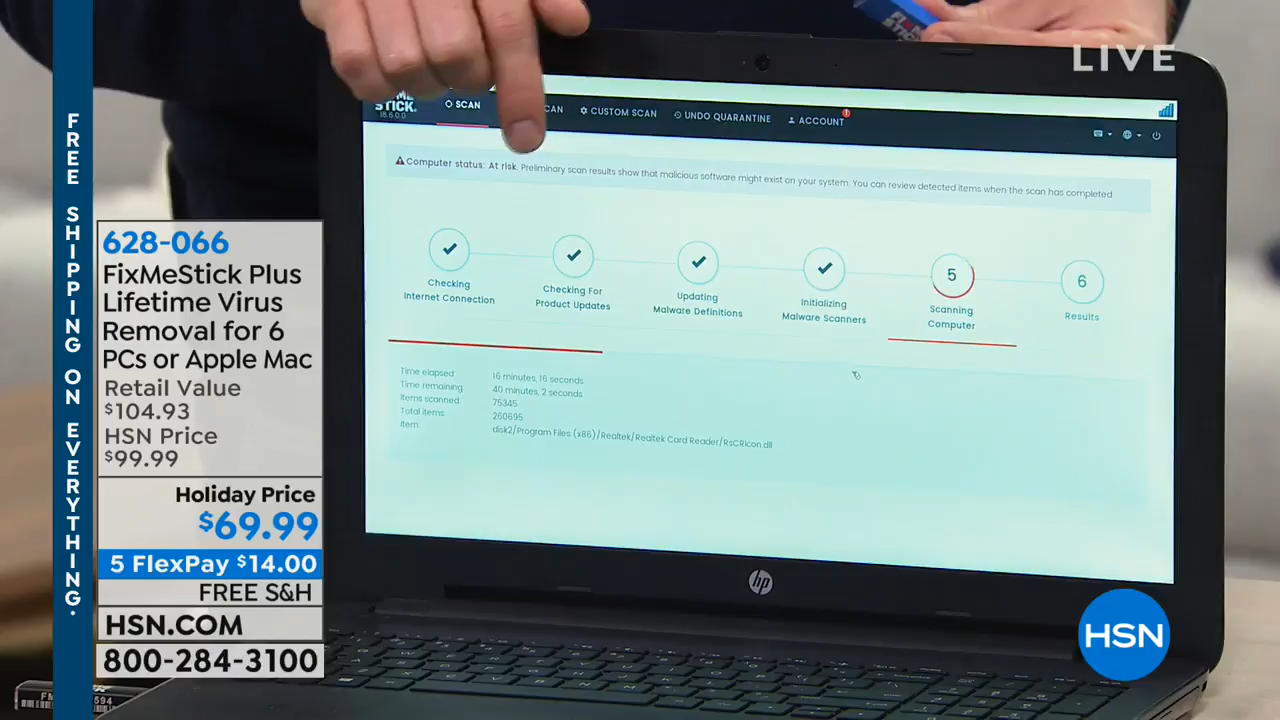 LIVE
FREE SHIPPING ON EVERYTHING.*
628-066
FixMeStick Plus
Lifetime Virus
Removal for 6
PCs or Apple Mac
Retail Value
$104.93
HSN Price
$99.99
Holiday Price
$69.99
5 FlexPay $14.00
FREE S&H
HSN.COM
800-284-3100
STICK.
18.6.0.0
SCAN
CUSTOM SCAN
UNDO QUARANTINE
ACCOUNT
Computer status: At risk. Preliminary scan results show that malicious software might exist on your system. You can review detected items when the scan has completed
Checking
Internet Connection
Checking For
Product Updates
Updating
Malware Definitions
Initializing
Malware Scanners
5
Scanning
Computer
6
Results
Time elapsed: 16 minutes, 16 seconds
Time remaining: 40 minutes, 2 seconds
Items scanned: 75345
Total items: 260695
Item: disk2/Program Files (x86)/Realtek/Realtek Card Reader/RsCRIcon.dll
hp
HSN